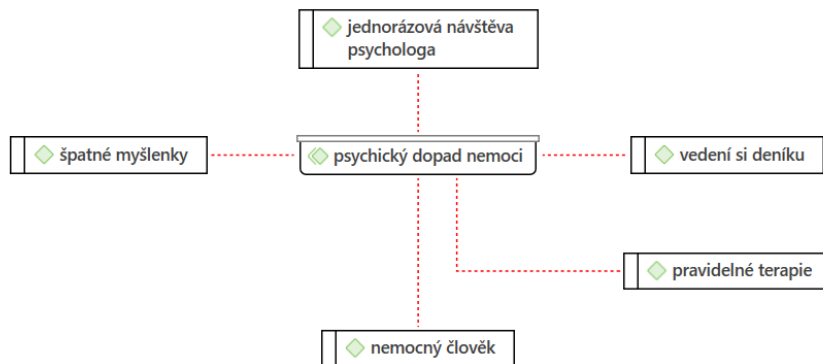 jednorázová návštěva
psychologa
špatné myšlenky
psychický dopad nemoci
vedení si deníku
pravidelné terapie
nemocný člověk